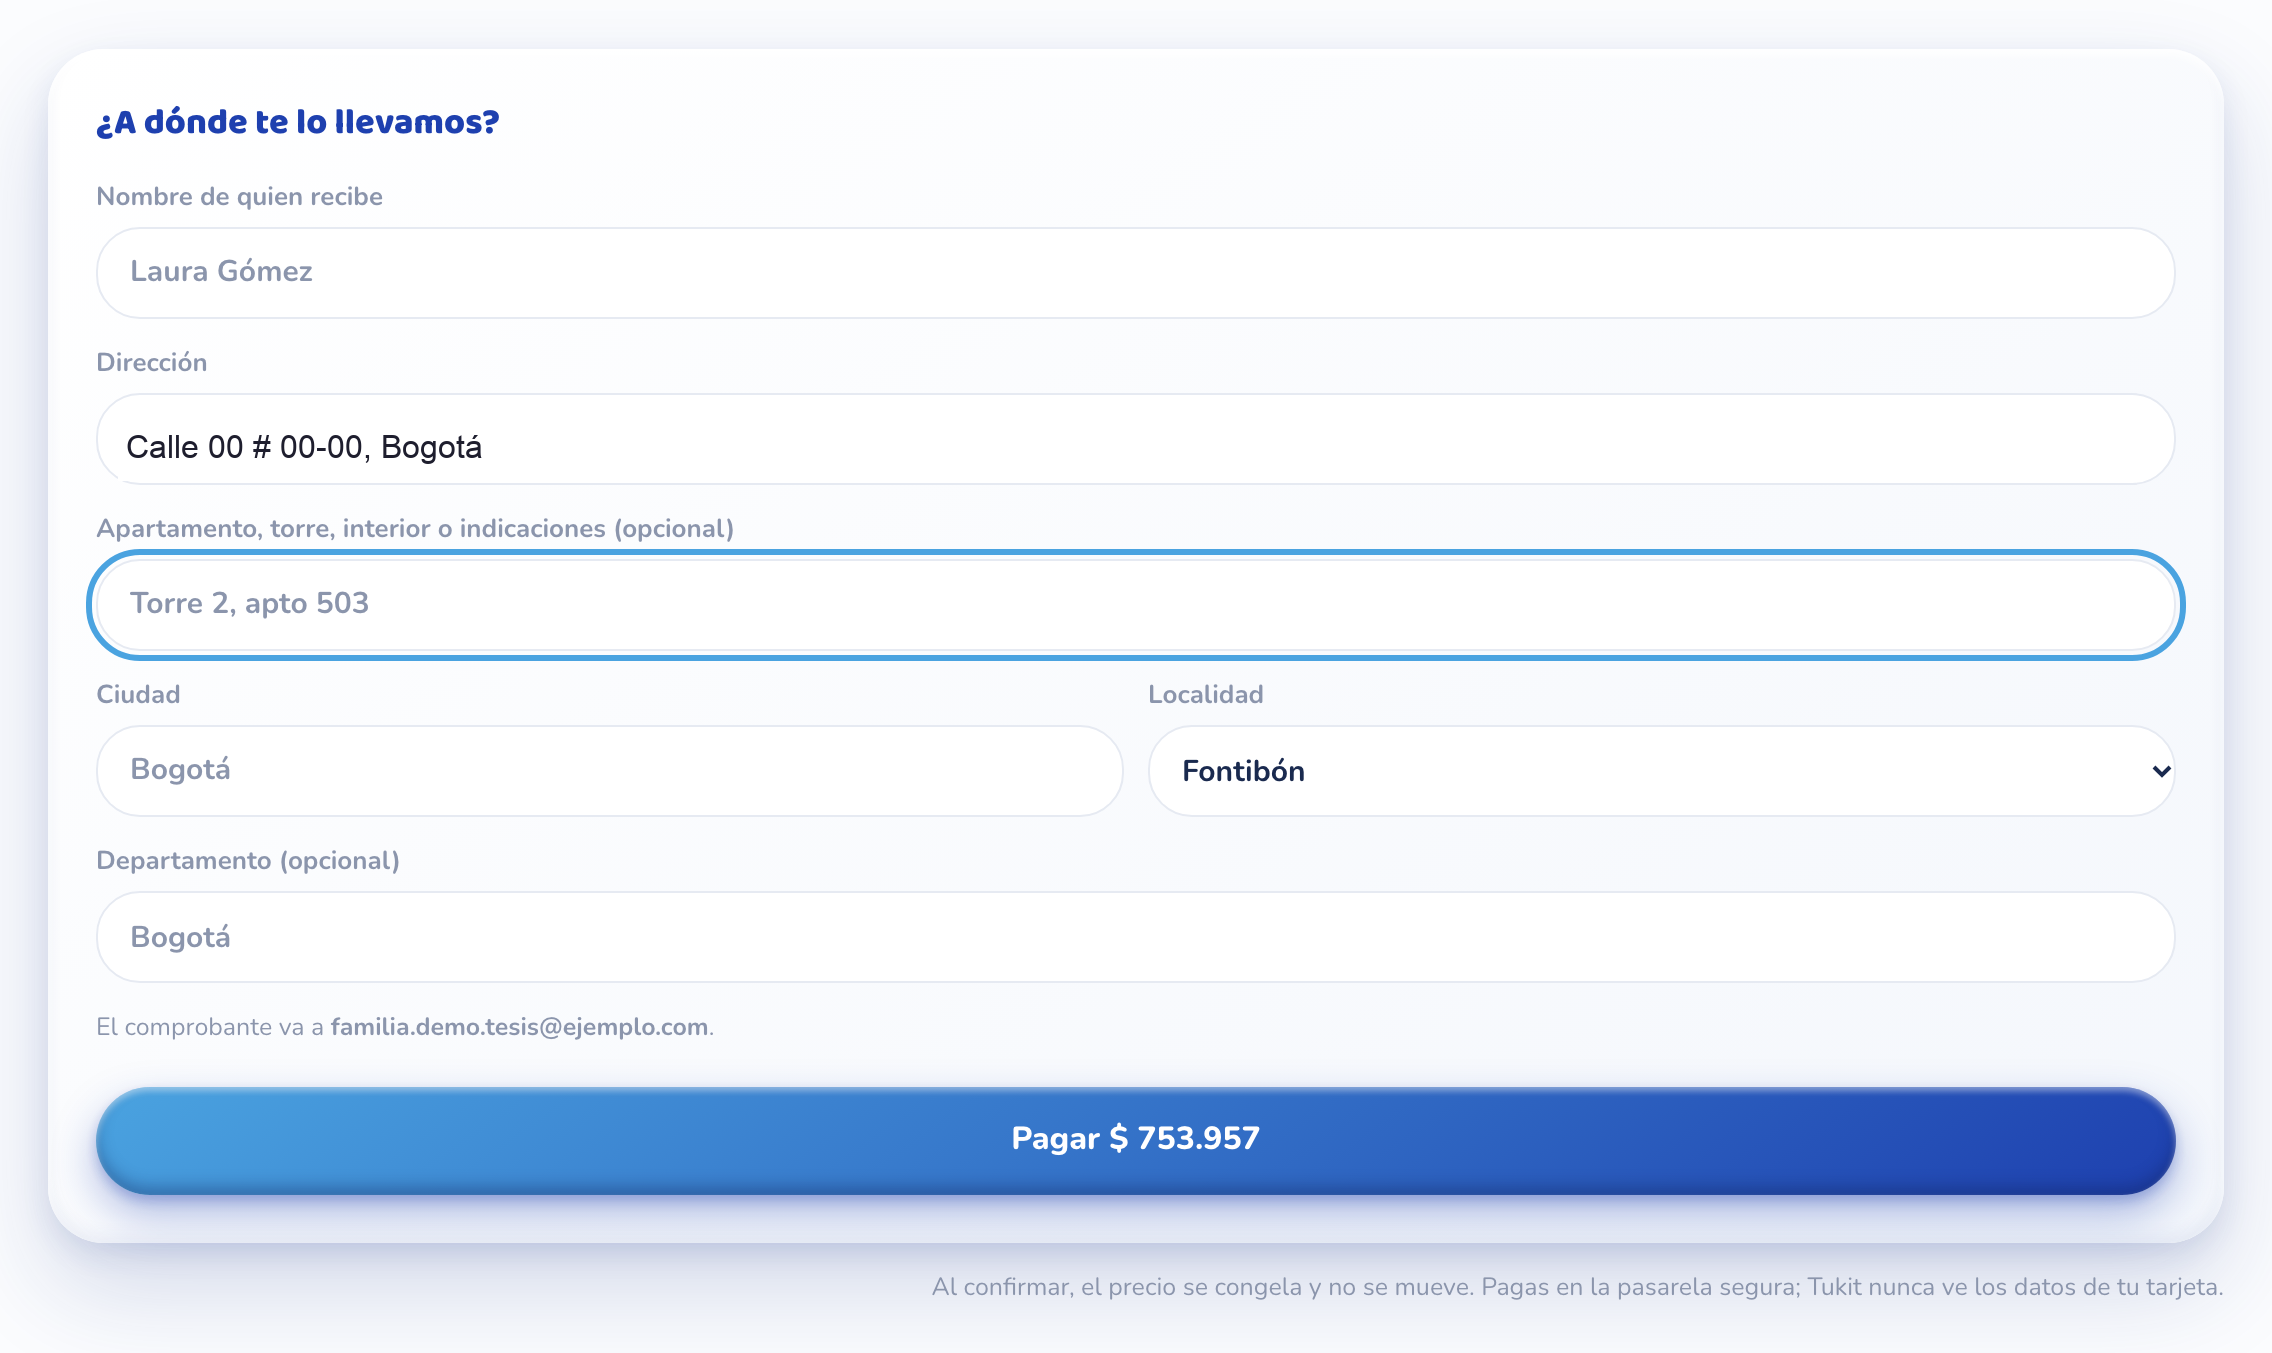 ¿A dónde te lo llevamos?
Nombre de quien recibe
Laura Gómez
Dirección
Calle 00 # 00-00, Bogotá
Apartamento, torre, interior o indicaciones (opcional)
Torre 2, apto 503
Ciudad
Bogotá
Localidad
Fontibón
Departamento (opcional)
Bogotá
El comprobante va a familia.demo.tesis@ejemplo.com.
Pagar $ 753.957
Al confirmar, el precio se congela y no se mueve. Pagas en la pasarela segura; Tukit nunca ve los datos de tu tarjeta.